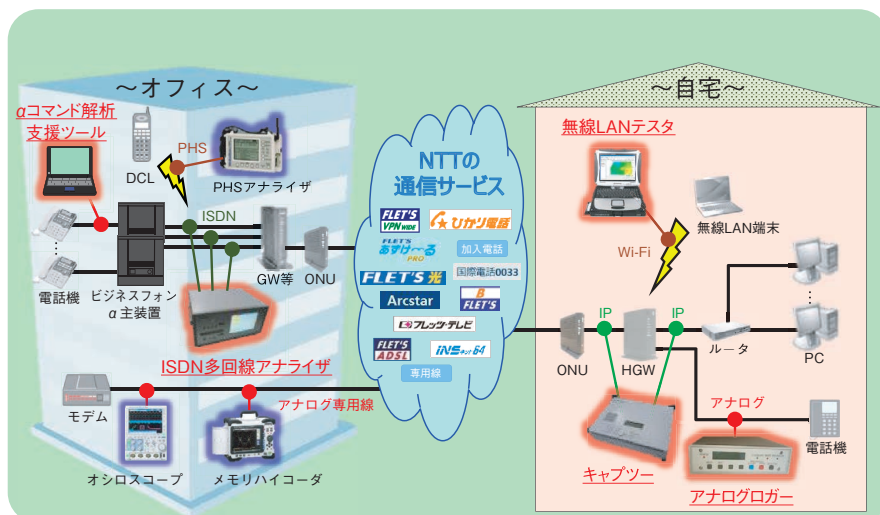 ～オフィス～
αコマンド解析
支援ツール
DCL
PHS
PHSアナライザ
ISDN
電話機
ビジネスフォン
α主装置
GW等
ONU
ISDN多回線アナライザ
モデム
アナログ専用線
オシロスコープ
メモリハイコーダ
NTTの
通信サービス
FLET'S
VPN WIDE
ひかり電話
FLET'S
あずけ～る
PRO
加入電話
FLET'S 光
国際電話0033
Arcstar
B
FLET'S
フレッツ・テレビ
FLET'S
ADSL
INSネット64
専用線
～自宅～
無線LANテスタ
Wi-Fi
無線LAN端末
IP
IP
ONU
HGW
ルータ
PC
アナログ
電話機
キャプツー
アナログロガー